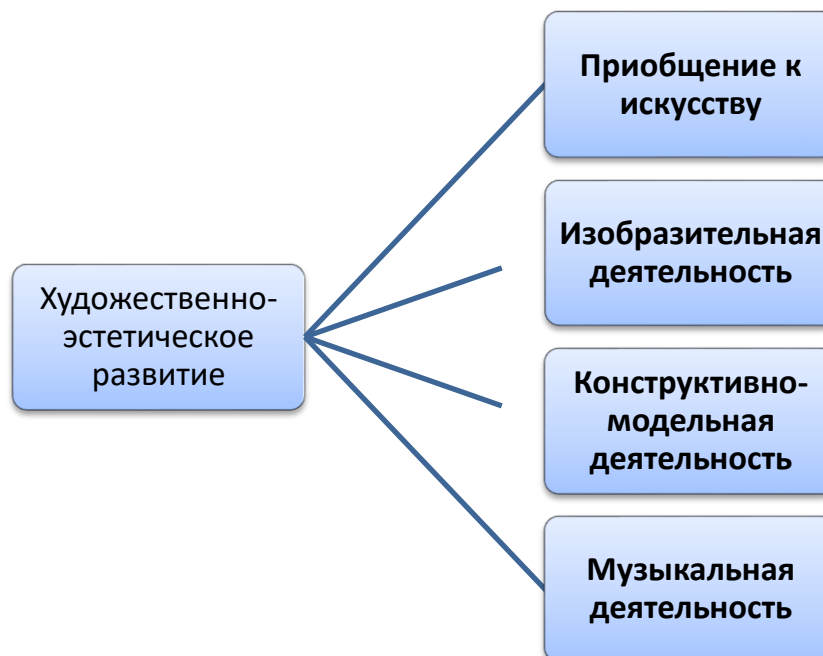 Художественно-
эстетическое
развитие
Приобщение к
искусству
Изобразительная
деятельность
Конструктивно-
модельная
деятельность
Музыкальная
деятельность